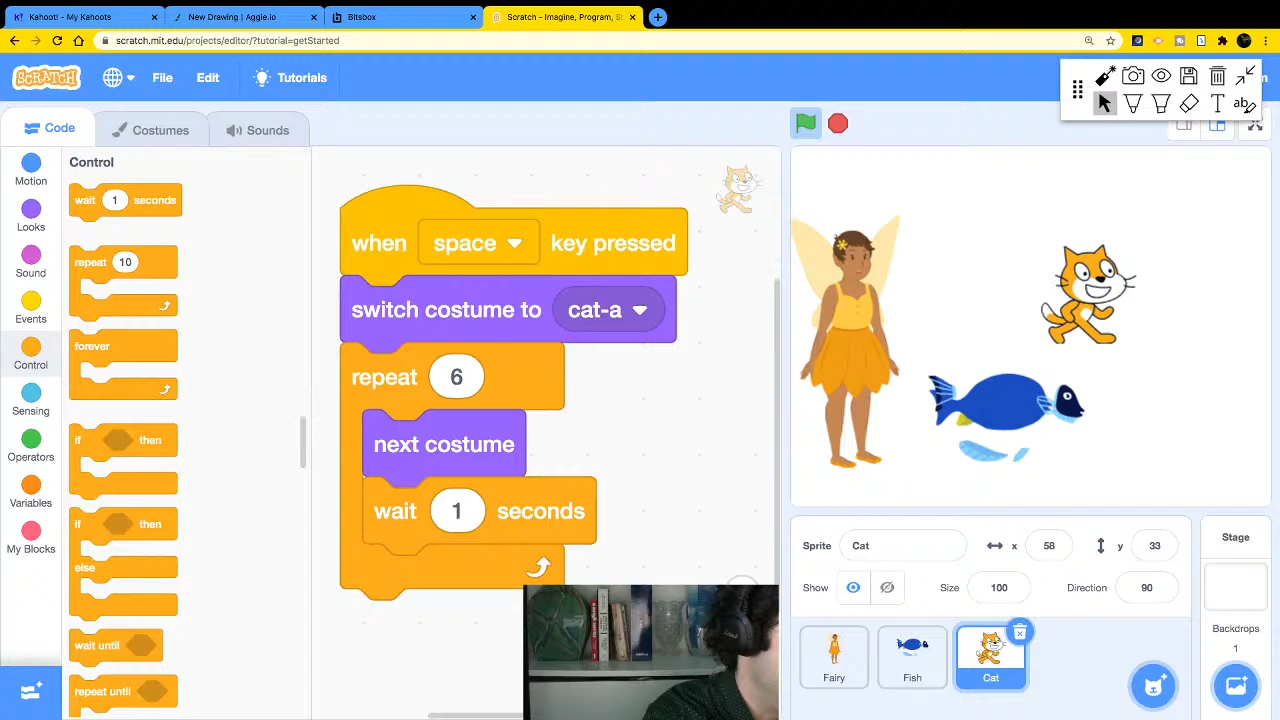 Kahoot! - My Kahoots
New Drawing | Aggie.io
Bitsbox
Scratch - Imagine, Program, S
scratch.mit.edu/projects/editor/?tutorial=getStarted
SCRATCH
File
Edit
Tutorials
T
ab
Code
Costumes
Sounds
Motion
Looks
Sound
Events
Control
Sensing
Operators
Variables
My Blocks
Control
wait 1 seconds
repeat 10
forever
if then
if then
else
wait until
repeat until
when space key pressed
switch costume to cat-a
repeat 6
next costume
wait 1 seconds
Sprite Cat x 58 y 33
Show Size 100 Direction 90
Fairy
Fish
Cat
Stage
Backdrops
1